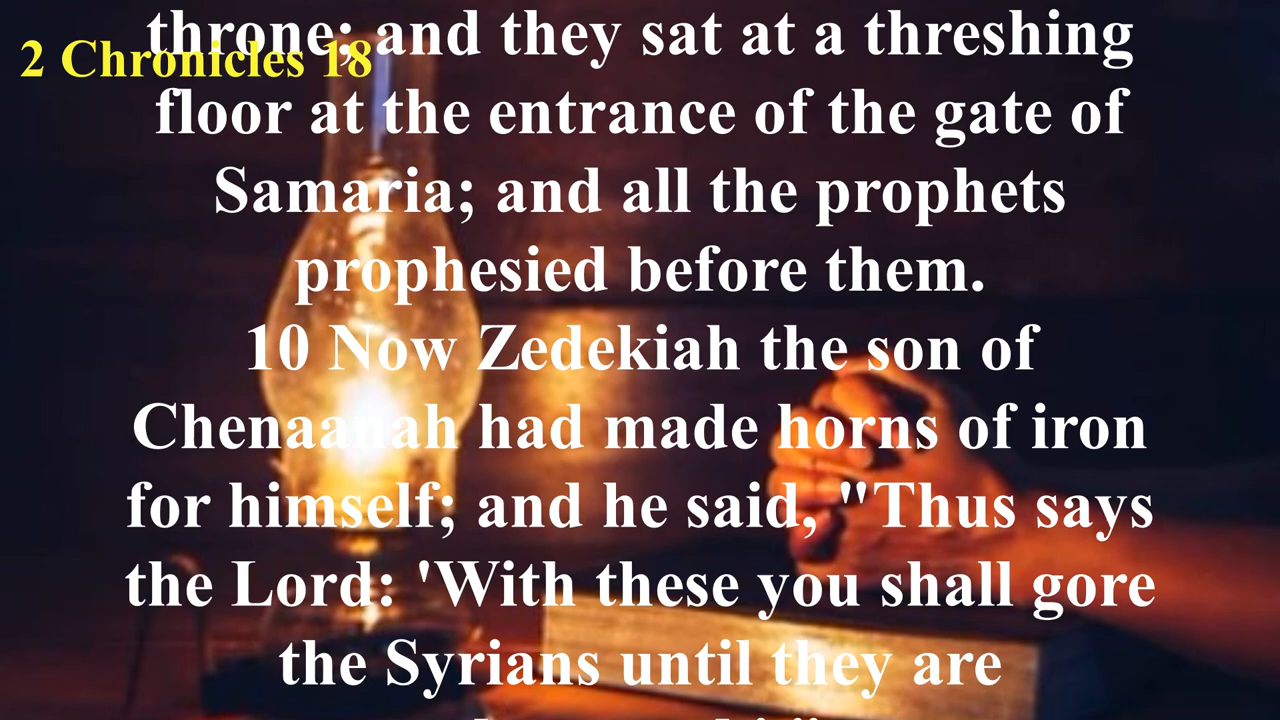 2 Chronicles 18
throne; and they sat at a threshing
floor at the entrance of the gate of
Samaria; and all the prophets
prophesied before them.
10 Now Zedekiah the son of
Chenaanah had made horns of iron
for himself; and he said, "Thus says
the Lord: 'With these you shall gore
the Syrians until they are